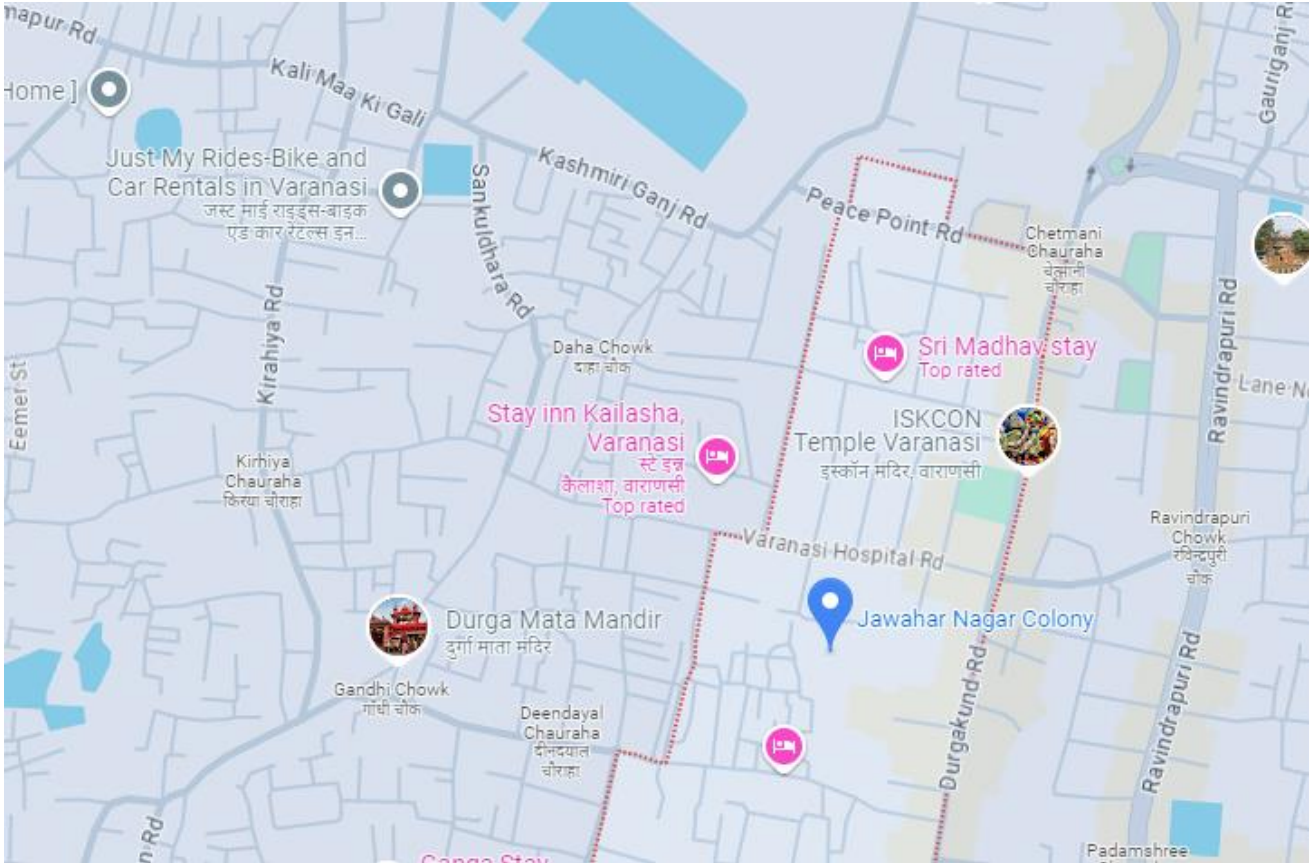 mapur Rd
Kali Maa Ki Gali
Home ]
Just My Rides-Bike and
Car Rentals in Varanasi
जस्ट माई राइड्स-बाइक
एंड कार रेंटल्स इन...
Sankuldhara Rd
Kashmiri Ganj Rd
Peace Point Rd
Gauriganj R
Chetmani
Chauraha
चेत्मानी
चौराहा
Kirahiya Rd
Eemer St
Daha Chowk
दाहा चौक
Sri Madhav stay
Top rated
Ravindrapuri Rd
Lane N
Stay inn Kailasha,
Varanasi
स्टे इन्न
कैलाशा, वाराणसी
Top rated
ISKCON
Temple Varanasi
इस्कॉन मंदिर, वाराणसी
Kirhiya
Chauraha
किरया चौराहा
Ravindrapuri
Chowk
रविन्द्रपुरी
चौक
Varanasi Hospital Rd
Jawahar Nagar Colony
Durga Mata Mandir
दुर्गा माता मंदिर
Gandhi Chowk
गाँधी चौक
Deendayal
Chauraha
दीनदयाल
चौराहा
Durgakund Rd
Ravindrapuri Rd
n Rd
Ganga Stay
Padamshree